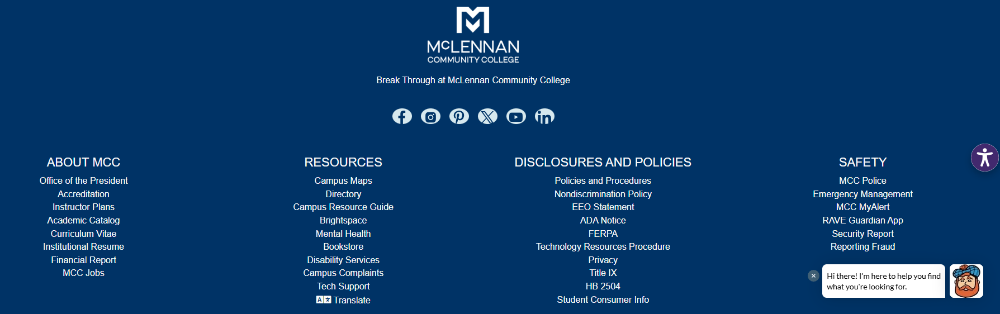 McLENNAN
COMMUNITY COLLEGE
Break Through at McLennan Community College
ABOUT MCC
Office of the President
Accreditation
Instructor Plans
Academic Catalog
Curriculum Vitae
Institutional Resume
Financial Report
MCC Jobs
RESOURCES
Campus Maps
Directory
Campus Resource Guide
Brightspace
Mental Health
Bookstore
Disability Services
Campus Complaints
Tech Support
Translate
DISCLOSURES AND POLICIES
Policies and Procedures
Nondiscrimination Policy
EEO Statement
ADA Notice
FERPA
Technology Resources Procedure
Privacy
Title IX
HB 2504
Student Consumer Info
SAFETY
MCC Police
Emergency Management
MCC MyAlert
RAVE Guardian App
Security Report
Reporting Fraud
Hi there! I'm here to help you find
what you're looking for.